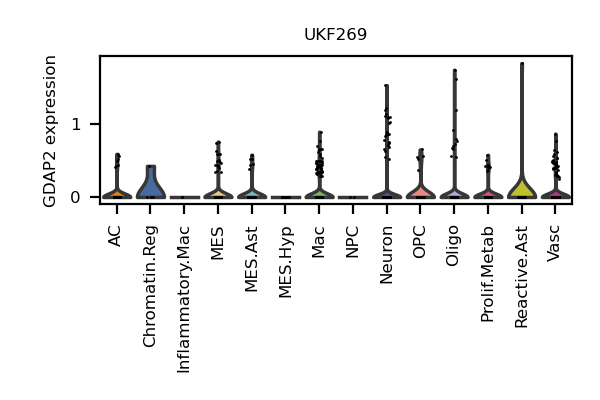 UKF269
GDAP2 expression
1
0
AC
Chromatin.Reg
Inflammatory.Mac
MES
MES.Ast
MES.Hyp
Mac
NPC
Neuron
OPC
Oligo
Prolif.Metab
Reactive.Ast
Vasc